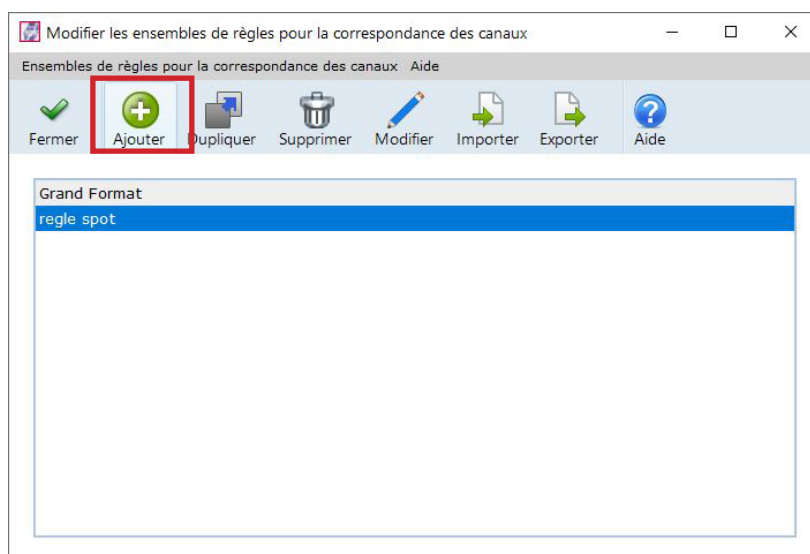 Modifier les ensembles de règles pour la correspondance des canaux
Ensembles de règles pour la correspondance des canaux Aide
Fermer Ajouter Dupliquer Supprimer Modifier Importer Exporter Aide
Grand Format
regle spot